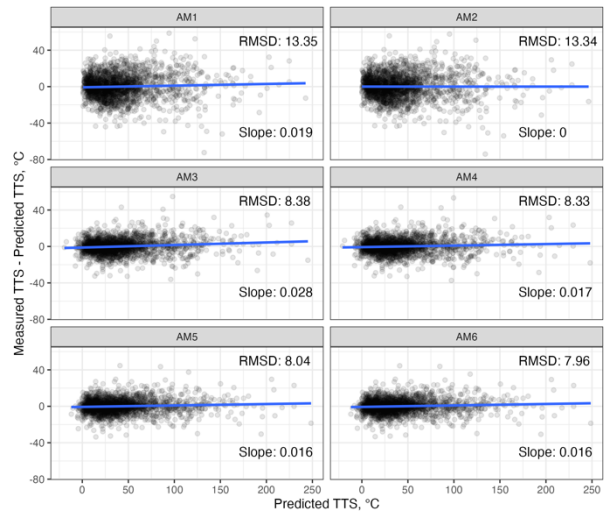 AM1
AM2
40
0
-40
-80
RMSD: 13.35
Slope: 0.019
RMSD: 13.34
Slope: 0
AM3
AM4
40
0
-40
-80
RMSD: 8.38
Slope: 0.028
RMSD: 8.33
Slope: 0.017
AM5
AM6
40
0
-40
-80
RMSD: 8.04
Slope: 0.016
RMSD: 7.96
Slope: 0.016
0 50 100 150 200 250
0 50 100 150 200 250
Measured TTS - Predicted TTS, °C
Predicted TTS, °C